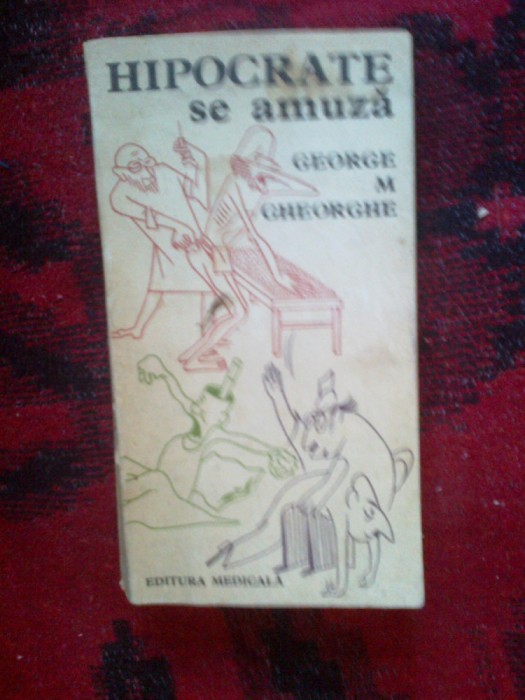 HIPOCRATE
se amuză
GEORGE
M
GHEORGHE
EDITURA MEDICALĂ